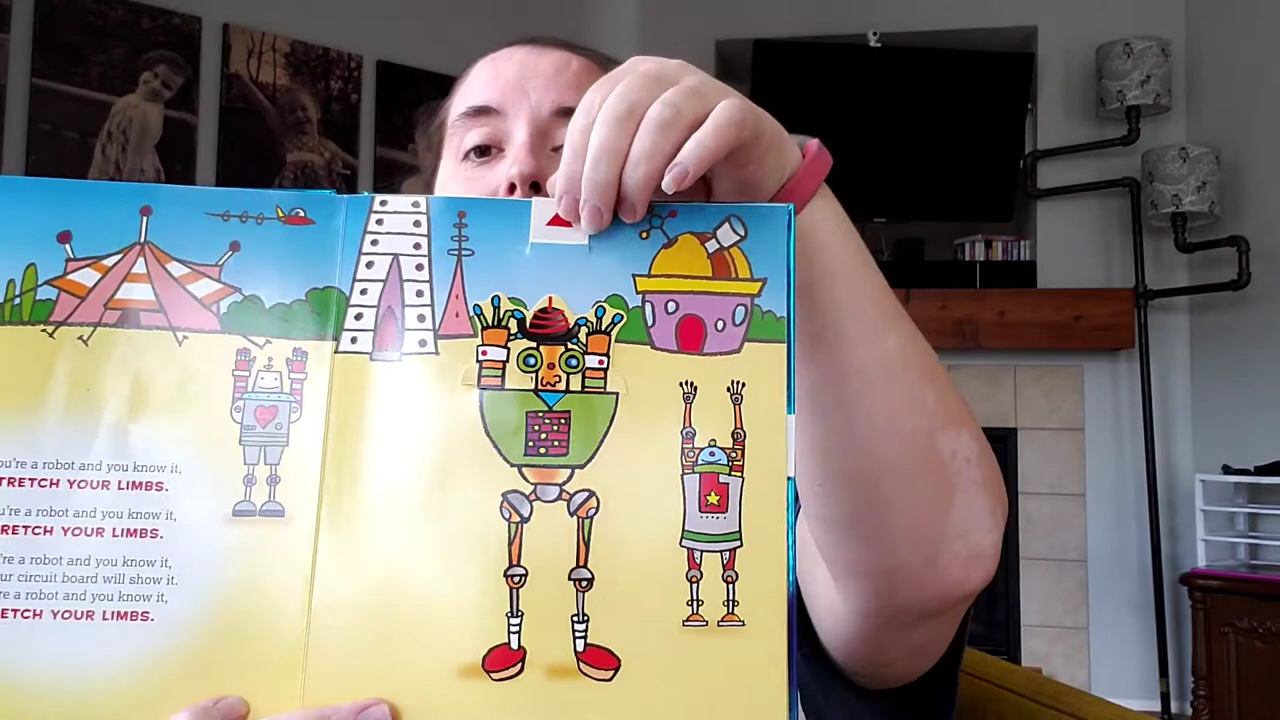 ou're a robot and you know it,
TRETCH YOUR LIMBS.
u're a robot and you know it,
RETCH YOUR LIMBS.
're a robot and you know it,
ur circuit board will show it.
re a robot and you know it,
ETCH YOUR LIMBS.